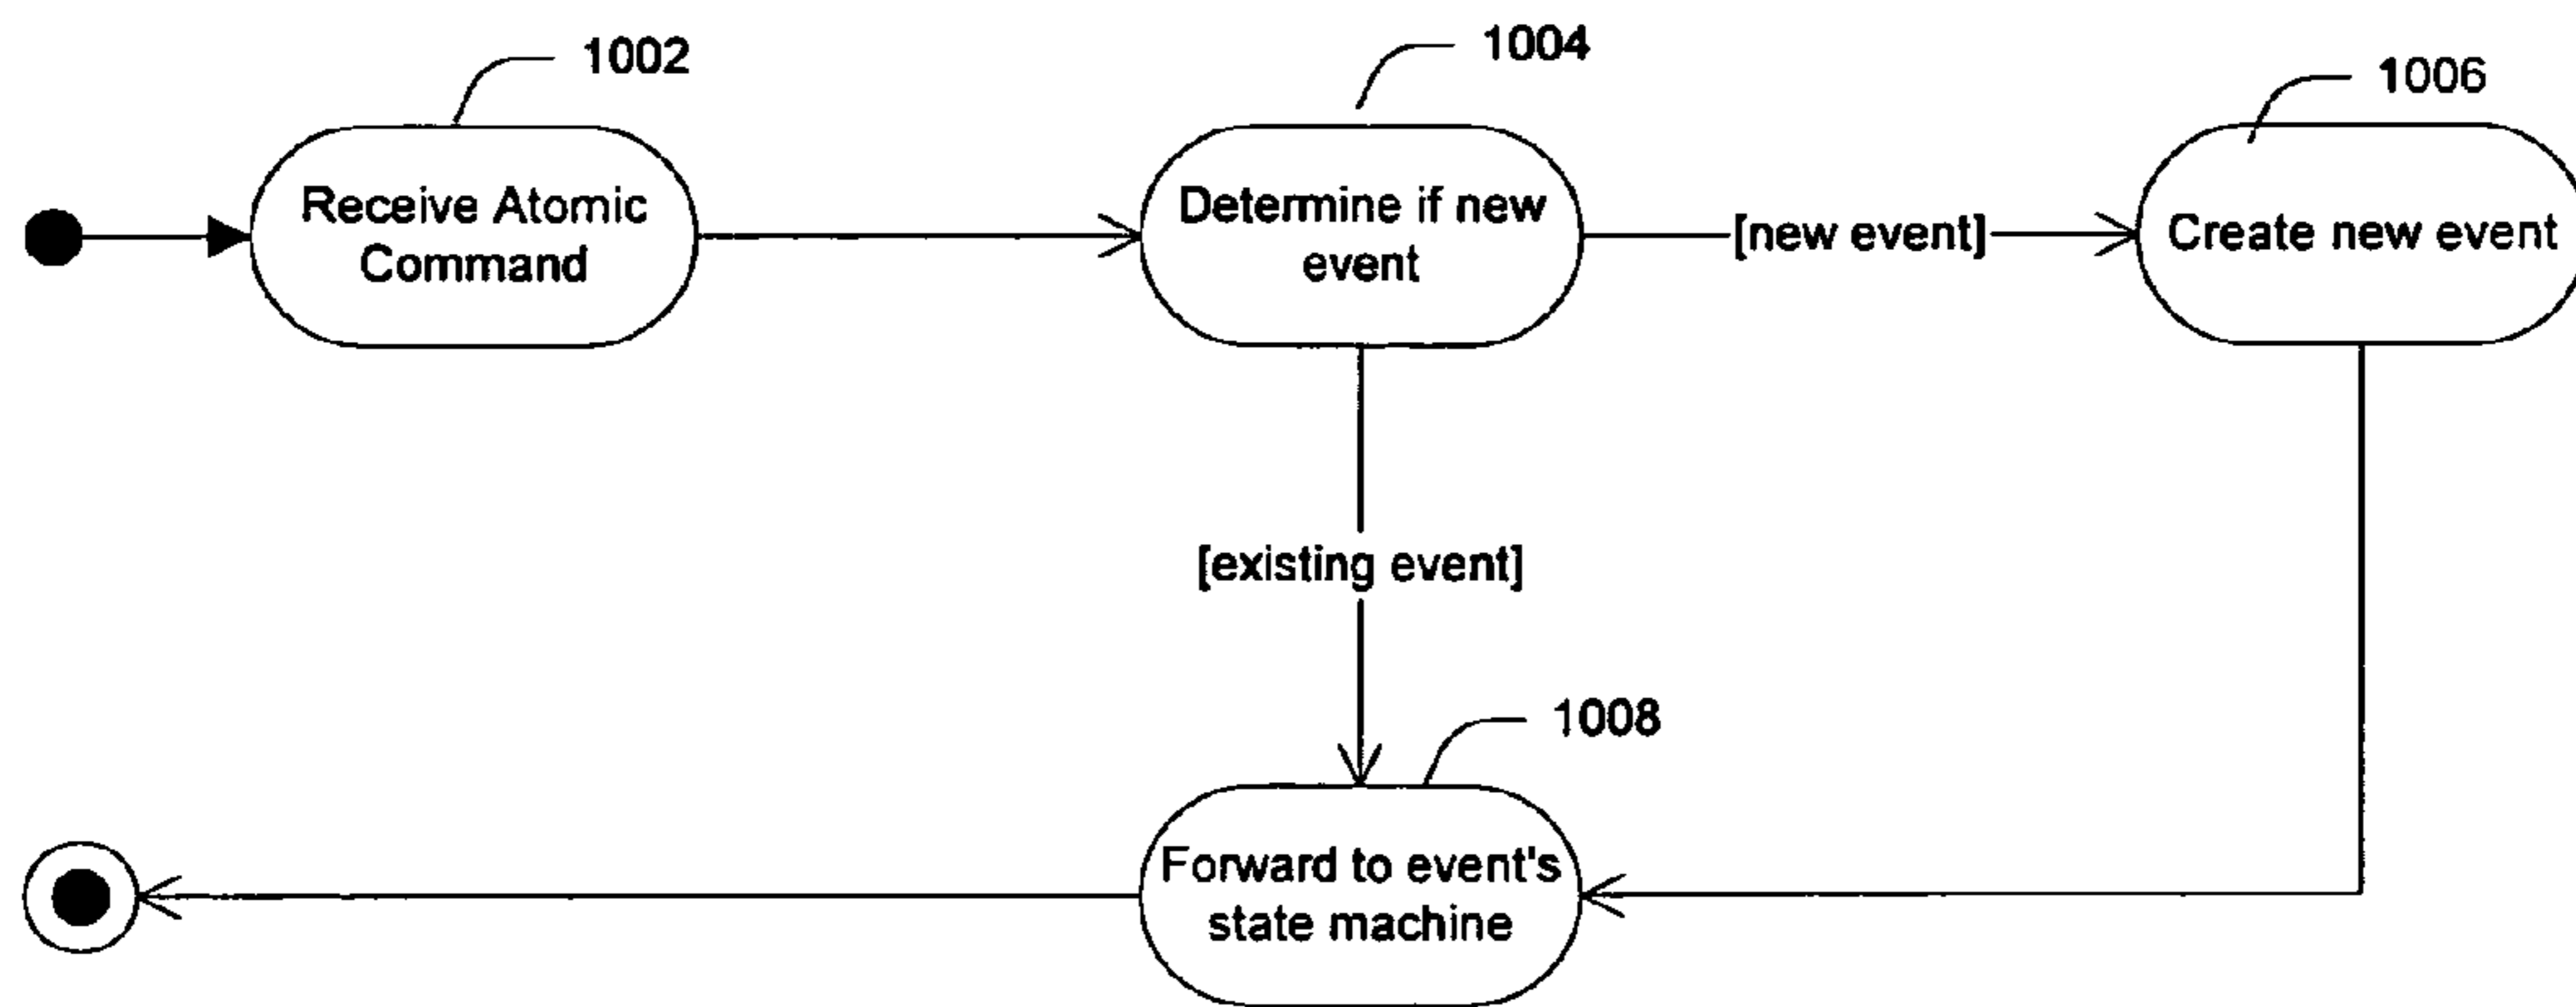 1002
Receive Atomic
Command
1004
Determine if new
event
[new event]
1006
Create new event
[existing event]
1008
Forward to event's
state machine